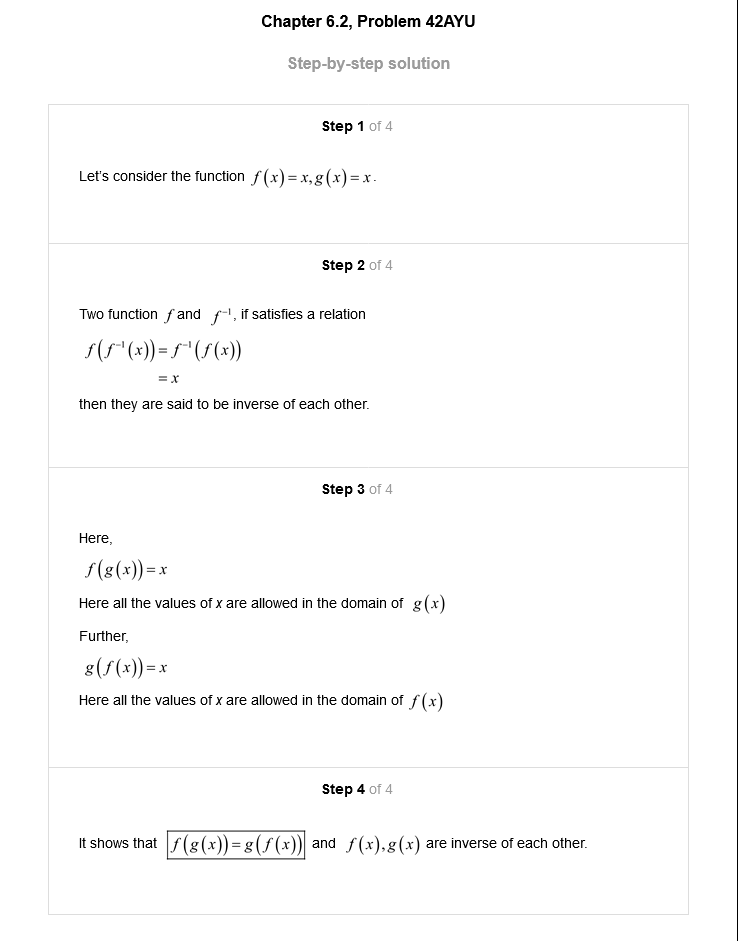 Chapter 6.2, Problem 42AYU
Step-by-step solution
Step 1 of 4
Let's consider the function f(x)=x,g(x)=x.
Step 2 of 4
Two function f and f⁻¹, if satisfies a relation
f(f⁻¹(x))=f⁻¹(f(x))
=x
then they are said to be inverse of each other.
Step 3 of 4
Here,
f(g(x))=x
Here all the values of x are allowed in the domain of g(x)
Further,
g(f(x))=x
Here all the values of x are allowed in the domain of f(x)
Step 4 of 4
It shows that f(g(x))=g(f(x)) and f(x),g(x) are inverse of each other.